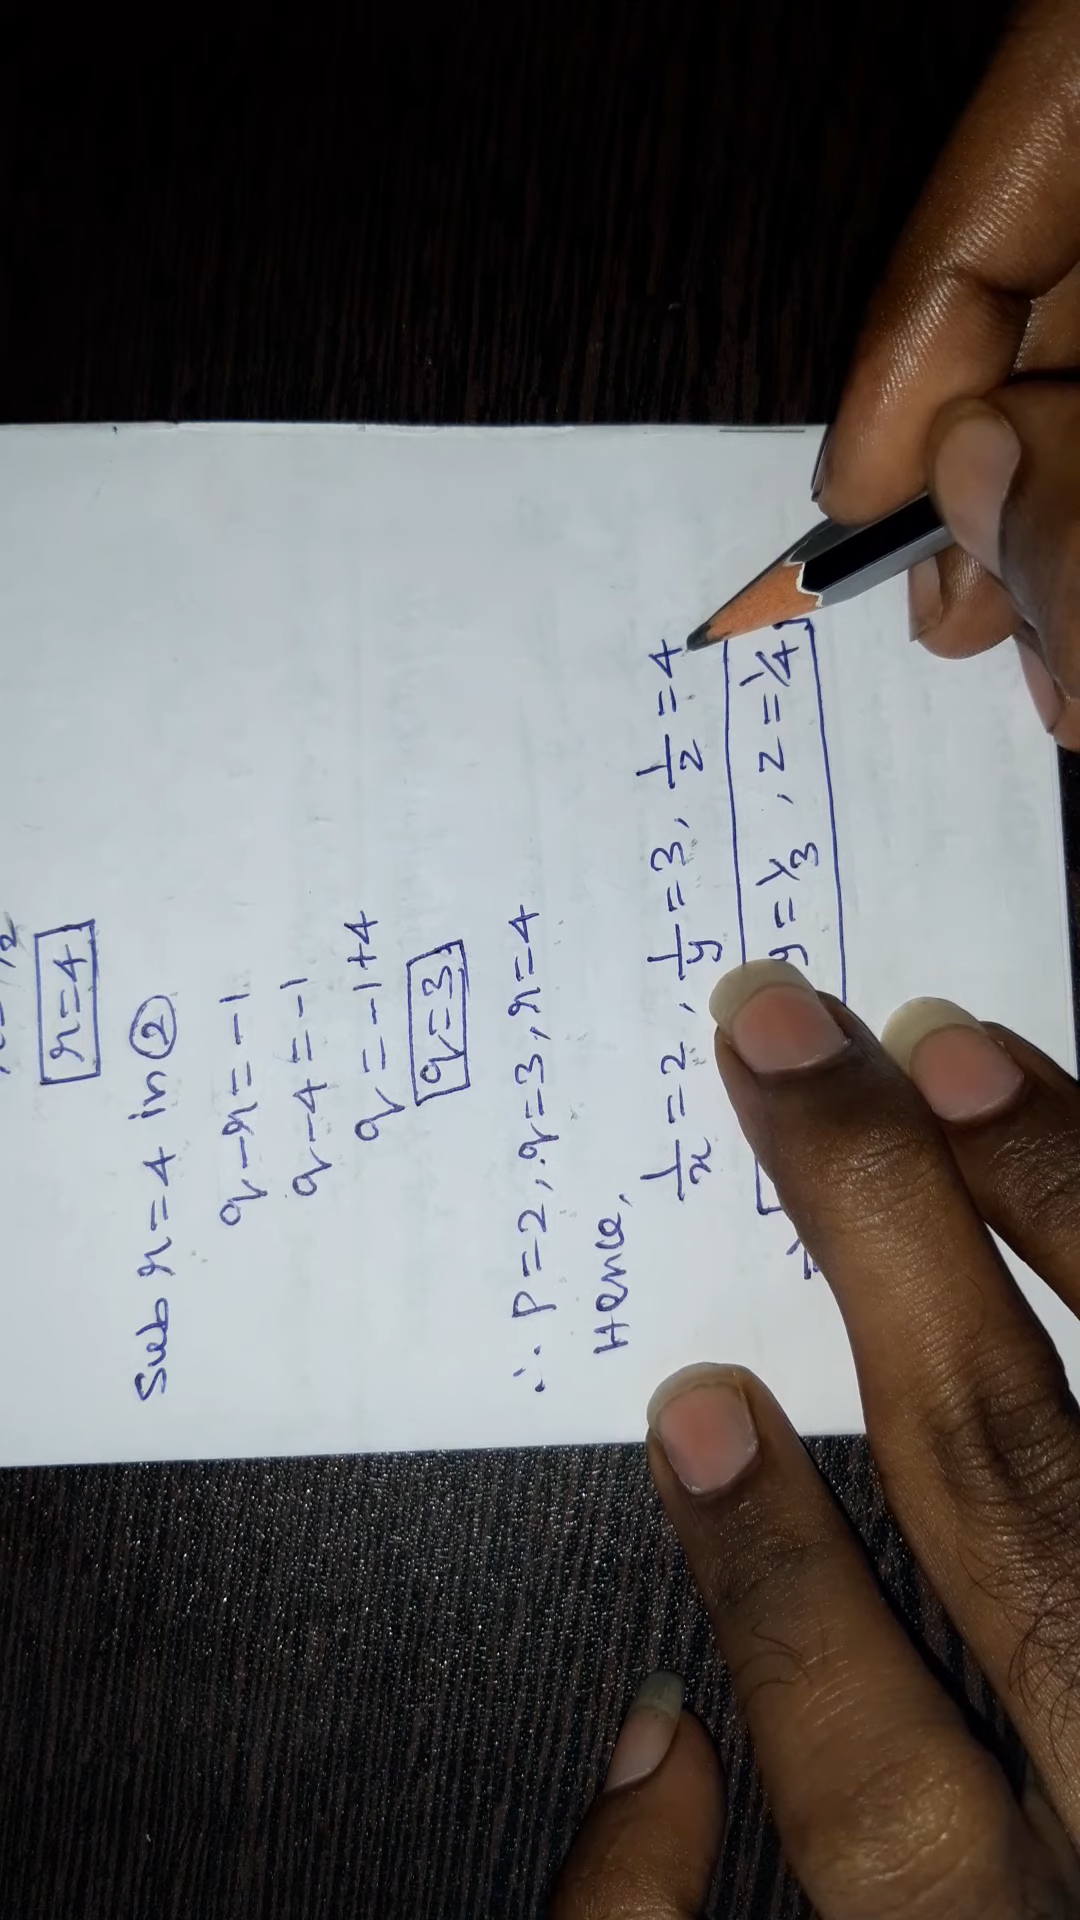 r=4
Sub r=4 in ②
q-r=-1
q-4=-1
q=-1+4
q=3
∴ P=2, q=3, r=4
Hence,
1/x=2, 1/y=3, 1/z=4
y=1/3, z=1/4